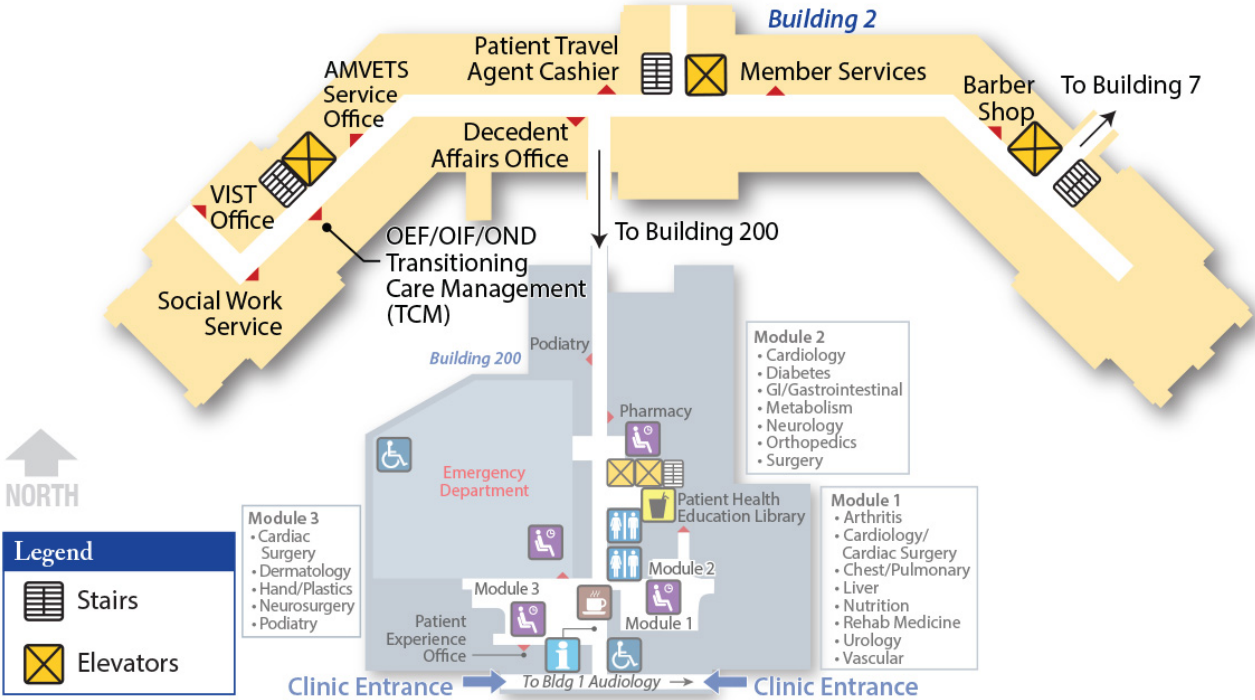 Building 2
Patient Travel
Agent Cashier
Member Services
AMVETS
Service
Office
Barber
Shop
To Building 7
Decedent
Affairs Office
VIST
Office
OEF/OIF/OND
Transitioning
Care Management
(TCM)
To Building 200
Social Work
Service
Building 200
Podiatry
Pharmacy
Emergency
Department
Patient Health
Education Library
Module 2
• Cardiology
• Diabetes
• GI/Gastrointestinal
• Metabolism
• Neurology
• Orthopedics
• Surgery
NORTH
Legend
Stairs
Elevators
Module 3
• Cardiac
Surgery
• Dermatology
• Hand/Plastics
• Neurosurgery
• Podiatry
Module 1
• Arthritis
• Cardiology/
Cardiac Surgery
• Chest/Pulmonary
• Liver
• Nutrition
• Rehab Medicine
• Urology
• Vascular
Module 2
Module 3
Module 1
Patient
Experience
Office
i
Clinic Entrance
To Bldg 1 Audiology
Clinic Entrance